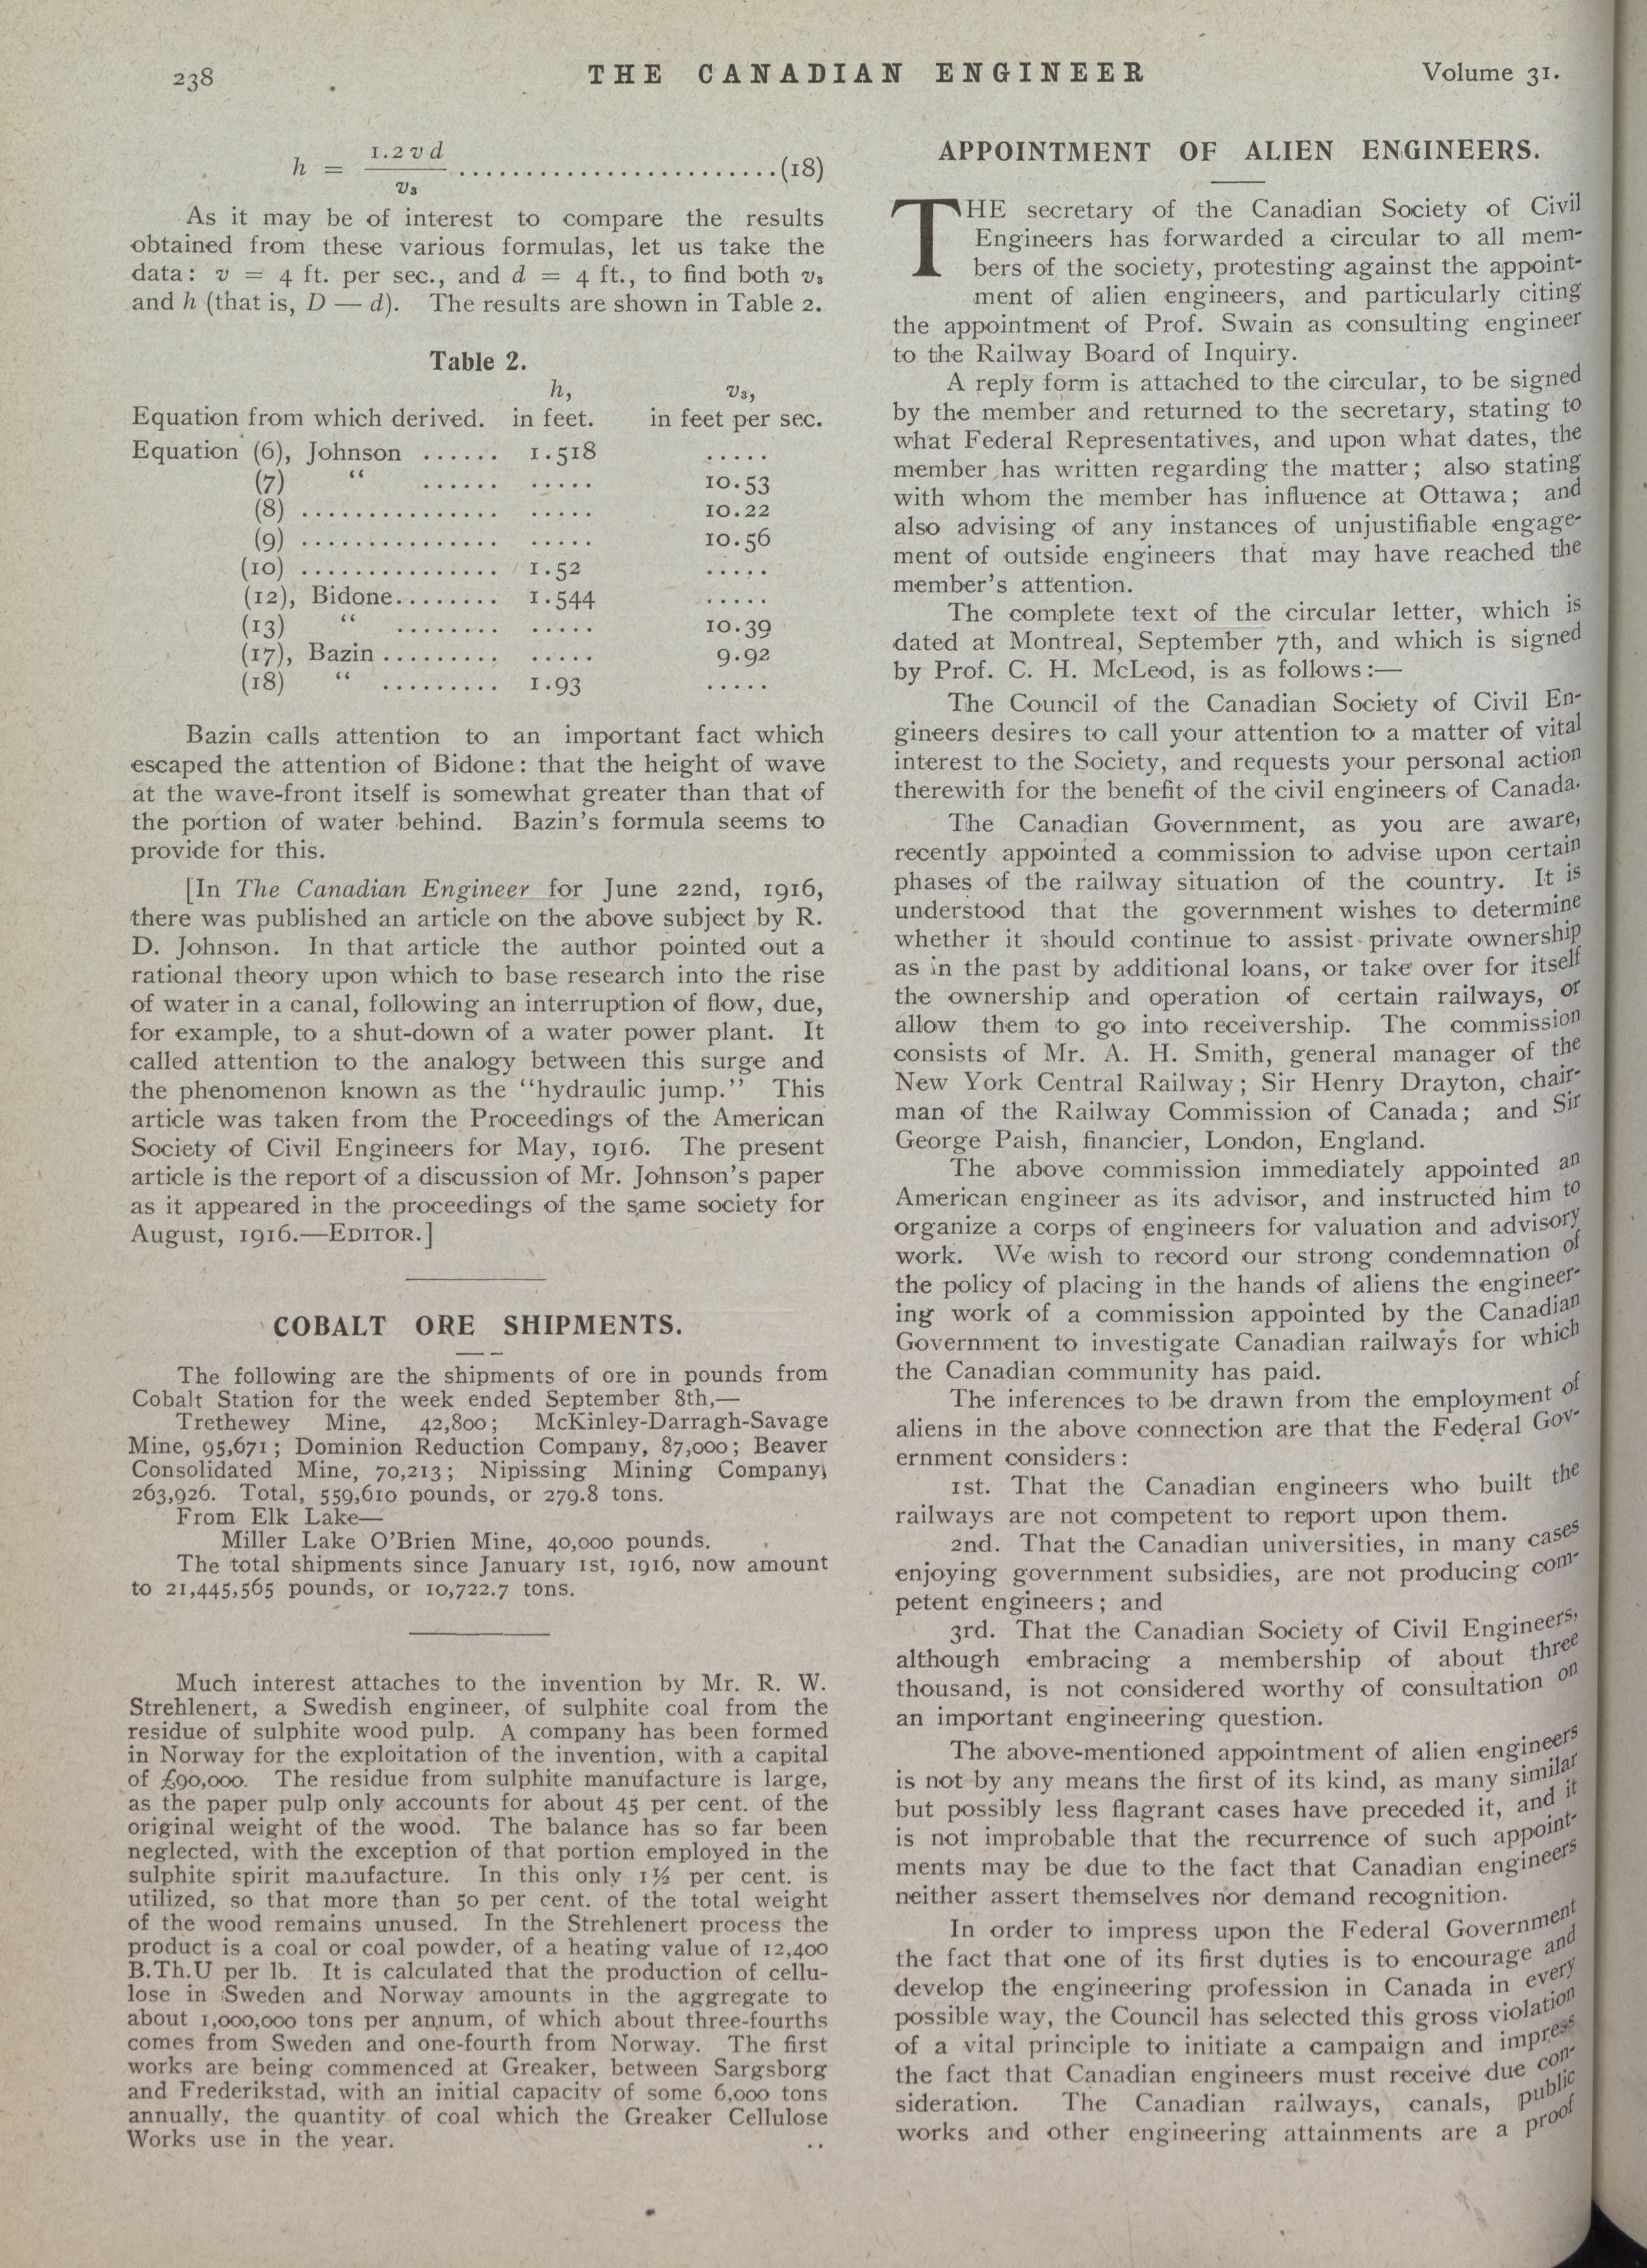 238
THE CANADIAN ENGINEER
Volume 31.
h = 1.2 v d / v₃ ........................(18)
As it may be of interest to compare the results
obtained from these various formulas, let us take the
data: v = 4 ft. per sec., and d = 4 ft., to find both v₃
and h (that is, D — d). The results are shown in Table 2.
Table 2.
h, v₃,
Equation from which derived. in feet. in feet per sec.
Equation (6), Johnson ...... 1.518 .....
(7) “ ...... ..... 10.53
(8) ............... ..... 10.22
(9) ............... ..... 10.56
(10) ............... 1.52 .....
(12), Bidone........ 1.544 .....
(13) “ ........ ..... 10.39
(17), Bazin ......... ..... 9.92
(18) “ ......... 1.93 .....
Bazin calls attention to an important fact which
escaped the attention of Bidone: that the height of wave
at the wave-front itself is somewhat greater than that of
the portion of water behind. Bazin's formula seems to
provide for this.
[In The Canadian Engineer for June 22nd, 1916,
there was published an article on the above subject by R.
D. Johnson. In that article the author pointed out a
rational theory upon which to base research into the rise
of water in a canal, following an interruption of flow, due,
for example, to a shut-down of a water power plant. It
called attention to the analogy between this surge and
the phenomenon known as the “hydraulic jump.” This
article was taken from the Proceedings of the American
Society of Civil Engineers for May, 1916. The present
article is the report of a discussion of Mr. Johnson's paper
as it appeared in the proceedings of the same society for
August, 1916.—EDITOR.]
COBALT ORE SHIPMENTS.
The following are the shipments of ore in pounds from
Cobalt Station for the week ended September 8th,—
Trethewey Mine, 42,800; McKinley-Darragh-Savage
Mine, 95,671; Dominion Reduction Company, 87,000; Beaver
Consolidated Mine, 70,213; Nipissing Mining Company,
263,926. Total, 559,610 pounds, or 279.8 tons.
From Elk Lake—
Miller Lake O'Brien Mine, 40,000 pounds.
The total shipments since January 1st, 1916, now amount
to 21,445,565 pounds, or 10,722.7 tons.
Much interest attaches to the invention by Mr. R. W.
Strehlenert, a Swedish engineer, of sulphite coal from the
residue of sulphite wood pulp. A company has been formed
in Norway for the exploitation of the invention, with a capital
of £90,000. The residue from sulphite manufacture is large,
as the paper pulp only accounts for about 45 per cent. of the
original weight of the wood. The balance has so far been
neglected, with the exception of that portion employed in the
sulphite spirit manufacture. In this only 1½ per cent. is
utilized, so that more than 50 per cent. of the total weight
of the wood remains unused. In the Strehlenert process the
product is a coal or coal powder, of a heating value of 12,400
B.Th.U per lb. It is calculated that the production of cellu-
lose in Sweden and Norway amounts in the aggregate to
about 1,000,000 tons per annum, of which about three-fourths
comes from Sweden and one-fourth from Norway. The first
works are being commenced at Greaker, between Sargsborg
and Frederikstad, with an initial capacity of some 6,000 tons
annually, the quantity of coal which the Greaker Cellulose
Works use in the year.
APPOINTMENT OF ALIEN ENGINEERS.
THE secretary of the Canadian Society of Civil
Engineers has forwarded a circular to all mem-
bers of the society, protesting against the appoint-
ment of alien engineers, and particularly citing
the appointment of Prof. Swain as consulting engineer
to the Railway Board of Inquiry.
A reply form is attached to the circular, to be signed
by the member and returned to the secretary, stating to
what Federal Representatives, and upon what dates, the
member has written regarding the matter; also stating
with whom the member has influence at Ottawa; and
also advising of any instances of unjustifiable engage-
ment of outside engineers that may have reached the
member's attention.
The complete text of the circular letter, which is
dated at Montreal, September 7th, and which is signed
by Prof. C. H. McLeod, is as follows:—
The Council of the Canadian Society of Civil En-
gineers desires to call your attention to a matter of vital
interest to the Society, and requests your personal action
therewith for the benefit of the civil engineers of Canada.
The Canadian Government, as you are aware,
recently appointed a commission to advise upon certain
phases of the railway situation of the country. It is
understood that the government wishes to determine
whether it should continue to assist private ownership
as in the past by additional loans, or take over for itself
the ownership and operation of certain railways, or
allow them to go into receivership. The commission
consists of Mr. A. H. Smith, general manager of the
New York Central Railway; Sir Henry Drayton, chair-
man of the Railway Commission of Canada; and Sir
George Paish, financier, London, England.
The above commission immediately appointed an
American engineer as its advisor, and instructed him to
organize a corps of engineers for valuation and advisory
work. We wish to record our strong condemnation of
the policy of placing in the hands of aliens the engineer-
ing work of a commission appointed by the Canadian
Government to investigate Canadian railways for which
the Canadian community has paid.
The inferences to be drawn from the employment of
aliens in the above connection are that the Federal Gov-
ernment considers:
1st. That the Canadian engineers who built the
railways are not competent to report upon them.
2nd. That the Canadian universities, in many cases
enjoying government subsidies, are not producing com-
petent engineers; and
3rd. That the Canadian Society of Civil Engineers,
although embracing a membership of about three
thousand, is not considered worthy of consultation on
an important engineering question.
The above-mentioned appointment of alien engineers
is not by any means the first of its kind, as many similar
but possibly less flagrant cases have preceded it, and it
is not improbable that the recurrence of such appoint-
ments may be due to the fact that Canadian engineers
neither assert themselves nor demand recognition.
In order to impress upon the Federal Government
the fact that one of its first duties is to encourage and
develop the engineering profession in Canada in every
possible way, the Council has selected this gross violation
of a vital principle to initiate a campaign and impress
the fact that Canadian engineers must receive due con-
sideration. The Canadian railways, canals, public
works and other engineering attainments are a proof